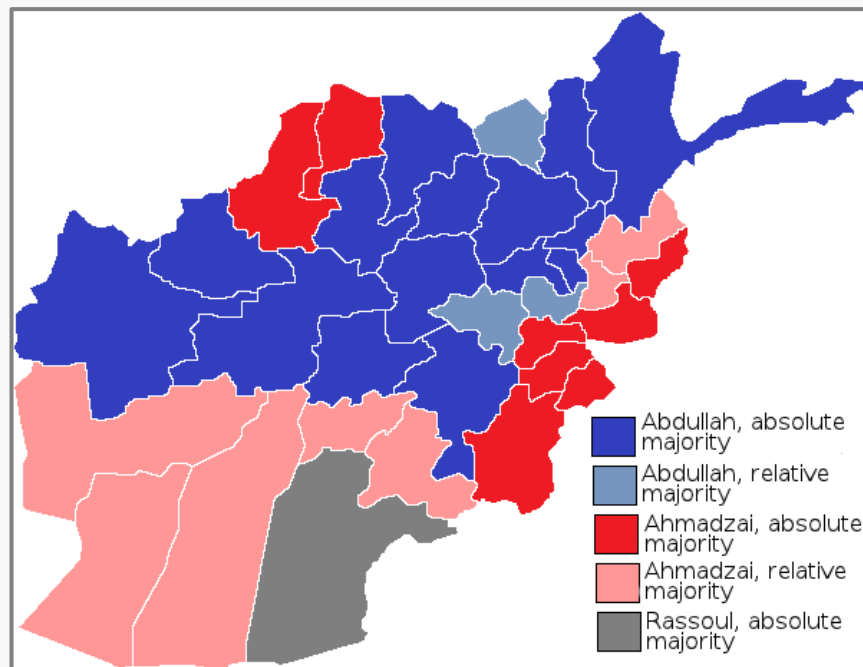 Abdullah, absolute
majority
Abdullah, relative
majority
Ahmadzai, absolute
majority
Ahmadzai, relative
majority
Rassoul, absolute
majority